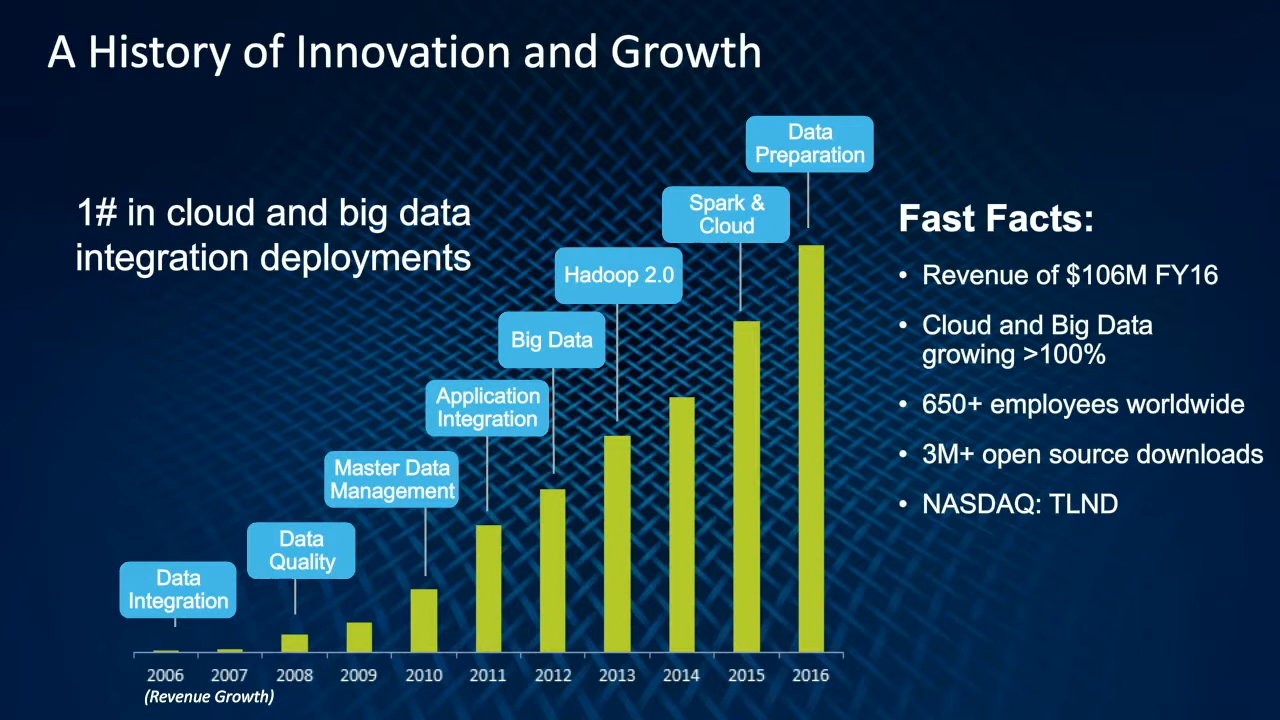 A History of Innovation and Growth
1# in cloud and big data
integration deployments
Data
Preparation
Spark &
Cloud
Hadoop 2.0
Big Data
Application
Integration
Master Data
Management
Data
Quality
Data
Integration
2006 2007 2008 2009 2010 2011 2012 2013 2014 2015 2016
(Revenue Growth)
Fast Facts:
• Revenue of $106M FY16
• Cloud and Big Data
growing >100%
• 650+ employees worldwide
• 3M+ open source downloads
• NASDAQ: TLND